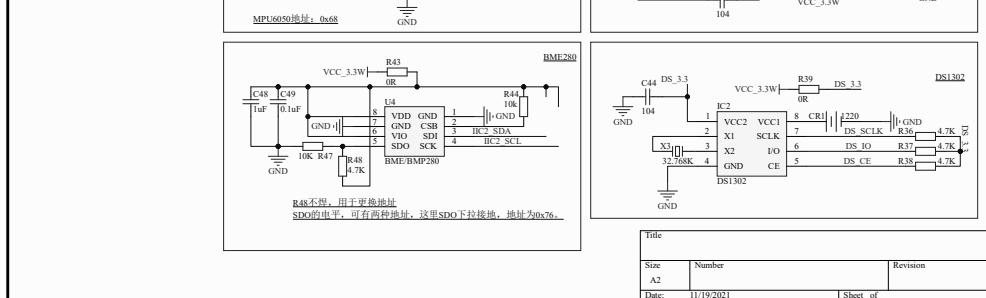 MPU6050地址：0x68
GND
104
VCC_3.3W
BME280
R43
VCC_3.3W
0R
C48
1uF
C49
0.1uF
R44
10k
U4
8 VDD GND 1
GND
7 GND CSB 2
GND
6 VIO SDI 3 IIC2_SDA
5 SDO SCK 4 IIC2_SCL
BME/BMP280
GND
10K R47
R48
4.7K
R48不焊，用于更换地址
SDO的电平，可有两种地址，这里SDO下拉接地，地址为0x76。
DS1302
C44 DS_3.3
104
GND
R39
VCC_3.3W DS_3.3
0R
IC2
1 VCC2 VCC1 8 CR1 1220 GND
2 X1 SCLK 7 DS_SCLK R36 4.7K
X3
3 X2 I/O 6 DS_IO R37 4.7K
32.768K
4 GND CE 5 DS_CE R38 4.7K
DS_3.3
DS1302
GND
Title
Size Number Revision
A2
Date: 11/19/2021 Sheet of